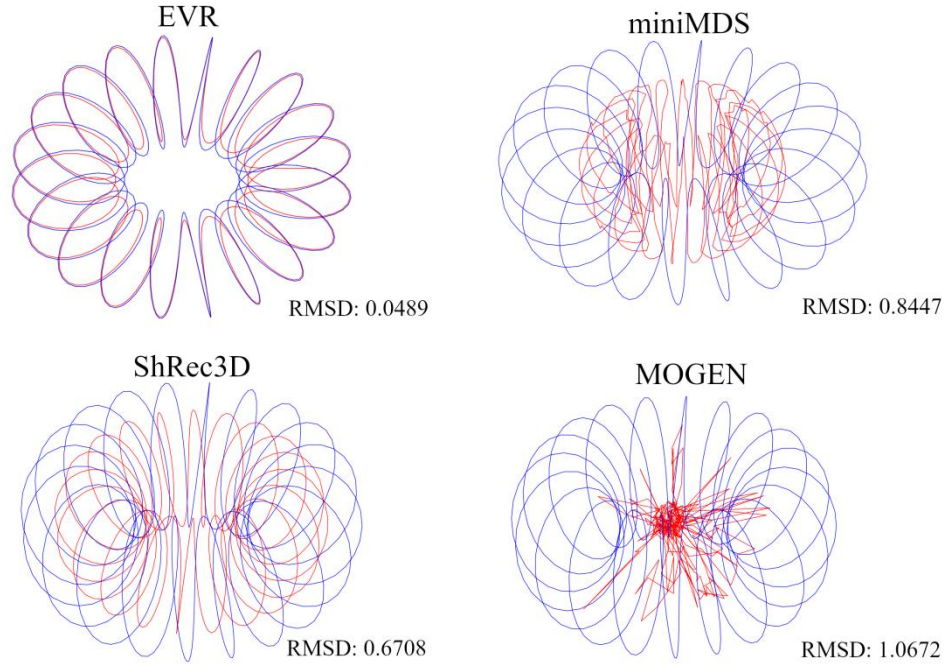 EVR
miniMDS
RMSD: 0.0489
RMSD: 0.8447
ShRec3D
MOGEN
RMSD: 0.6708
RMSD: 1.0672